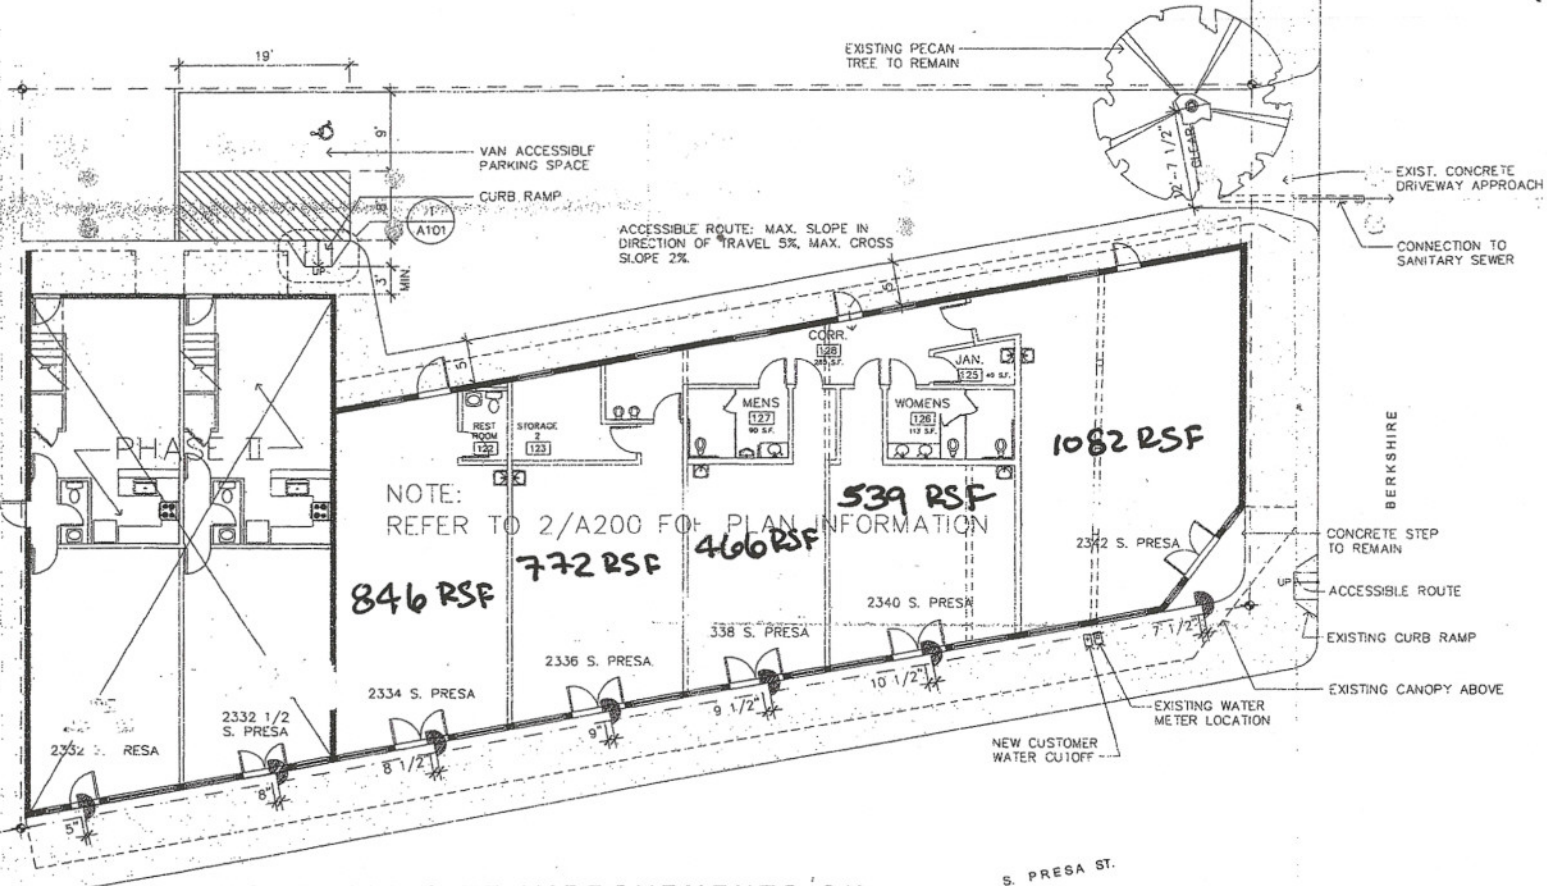 EXISTING PECAN
TREE TO REMAIN
19'
9'
VAN ACCESSIBLE
PARKING SPACE
CURB RAMP
8'
1
A101
12'-7 1/2"
CLEAR
EXIST. CONCRETE
DRIVEWAY APPROACH
ACCESSIBLE ROUTE: MAX. SLOPE IN
DIRECTION OF TRAVEL 5%, MAX. CROSS
SLOPE 2%.
CONNECTION TO
SANITARY SEWER
UP
3'
MIN.
5'
5'
CORR.
128
JAN.
125
40 S.F.
MENS
127
90 S.F.
WOMENS
126
112 S.F.
REST
ROOM
122
STORAGE
2
123
PHASE II
1082 RSF
BERKSHIRE
NOTE:
REFER TO 2/A200 FOR PLAN INFORMATION
539 RSF
466 RSF
772 RSF
846 RSF
2342 S. PRESA
CONCRETE STEP
TO REMAIN
UP
ACCESSIBLE ROUTE
2340 S. PRESA
338 S. PRESA
7 1/2"
EXISTING CURB RAMP
2336 S. PRESA
10 1/2"
2334 S. PRESA
9 1/2"
EXISTING CANOPY ABOVE
2332 1/2
S. PRESA
9"
EXISTING WATER
METER LOCATION
2332 S. RESA
8 1/2"
NEW CUSTOMER
WATER CUTOFF
8"
5"
S. PRESA ST.